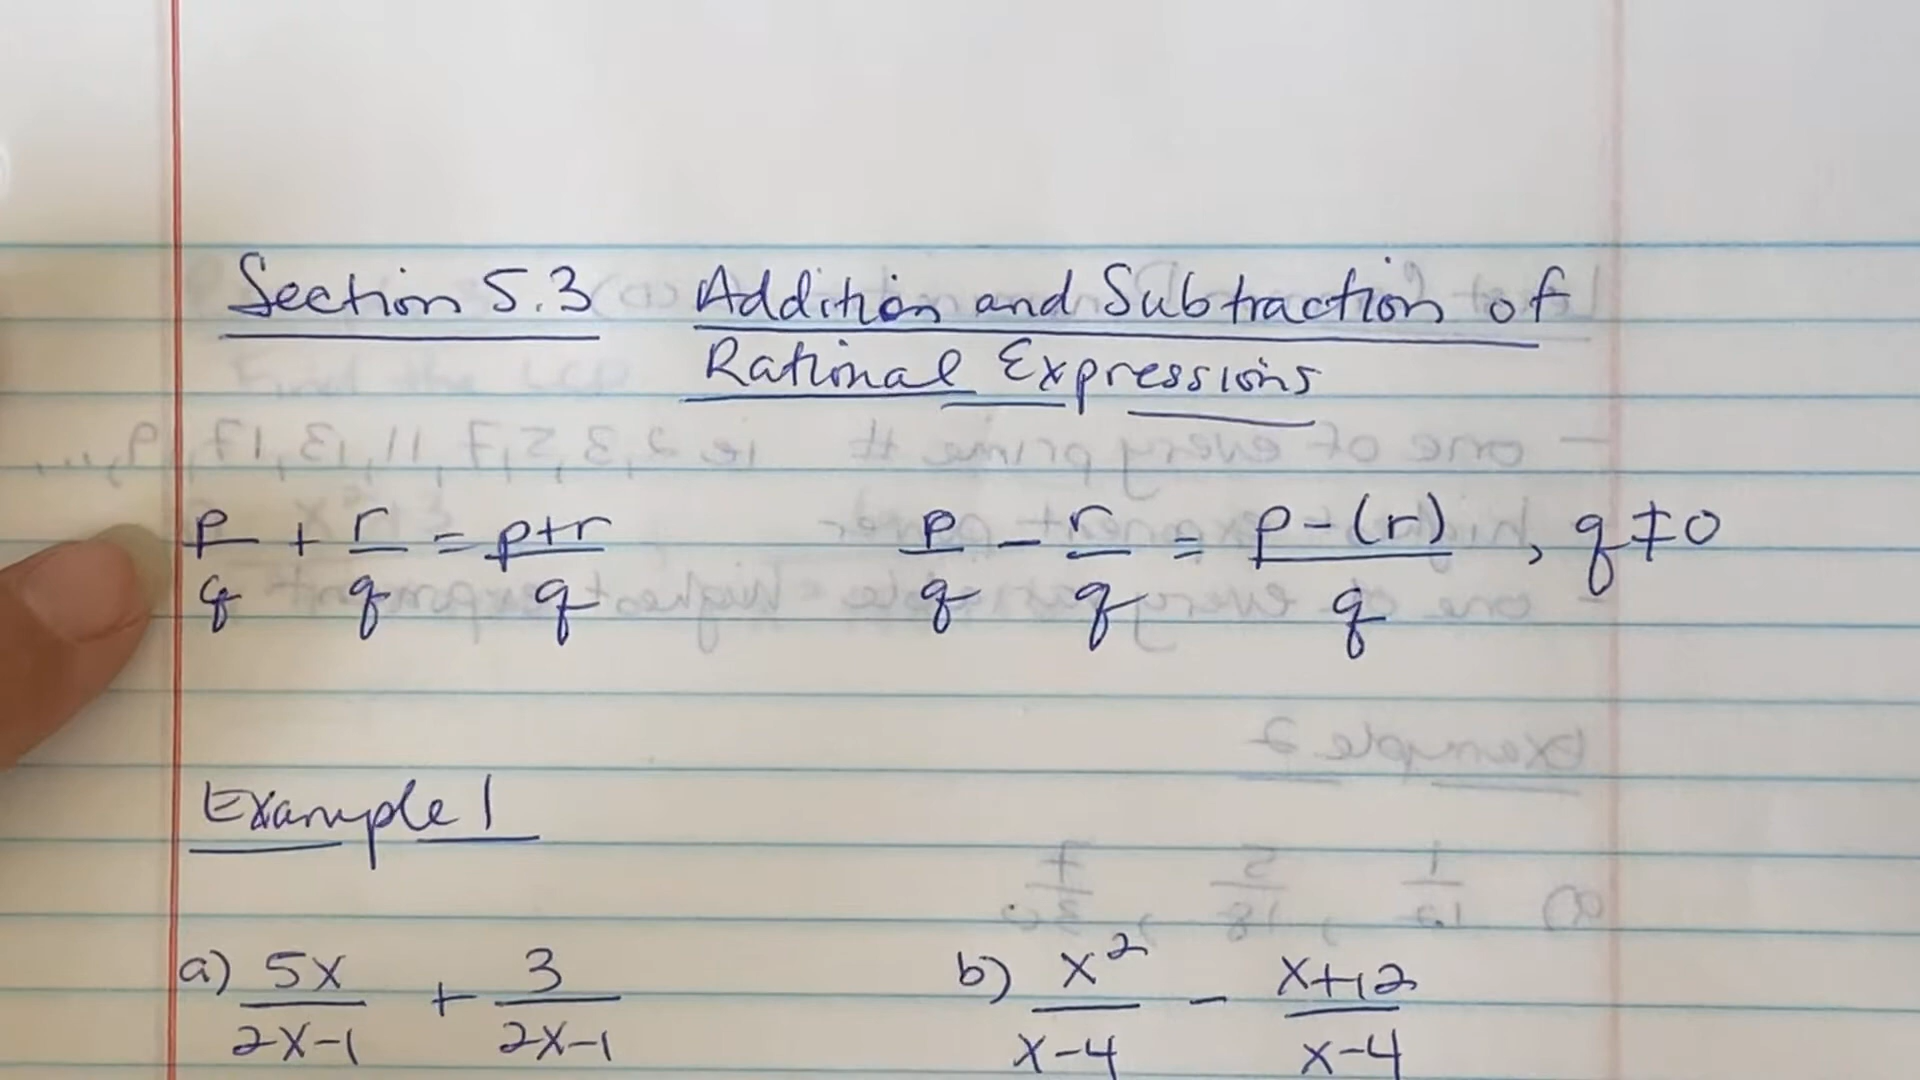 Section 5.3 Addition and Subtraction of
Rational Expressions
p/q + r/q = p+r/q p/q - r/q = p-(r)/q , q≠0
Example 1
a) 5x/2x-1 + 3/2x-1 b) x²/x-4 - x+12/x-4